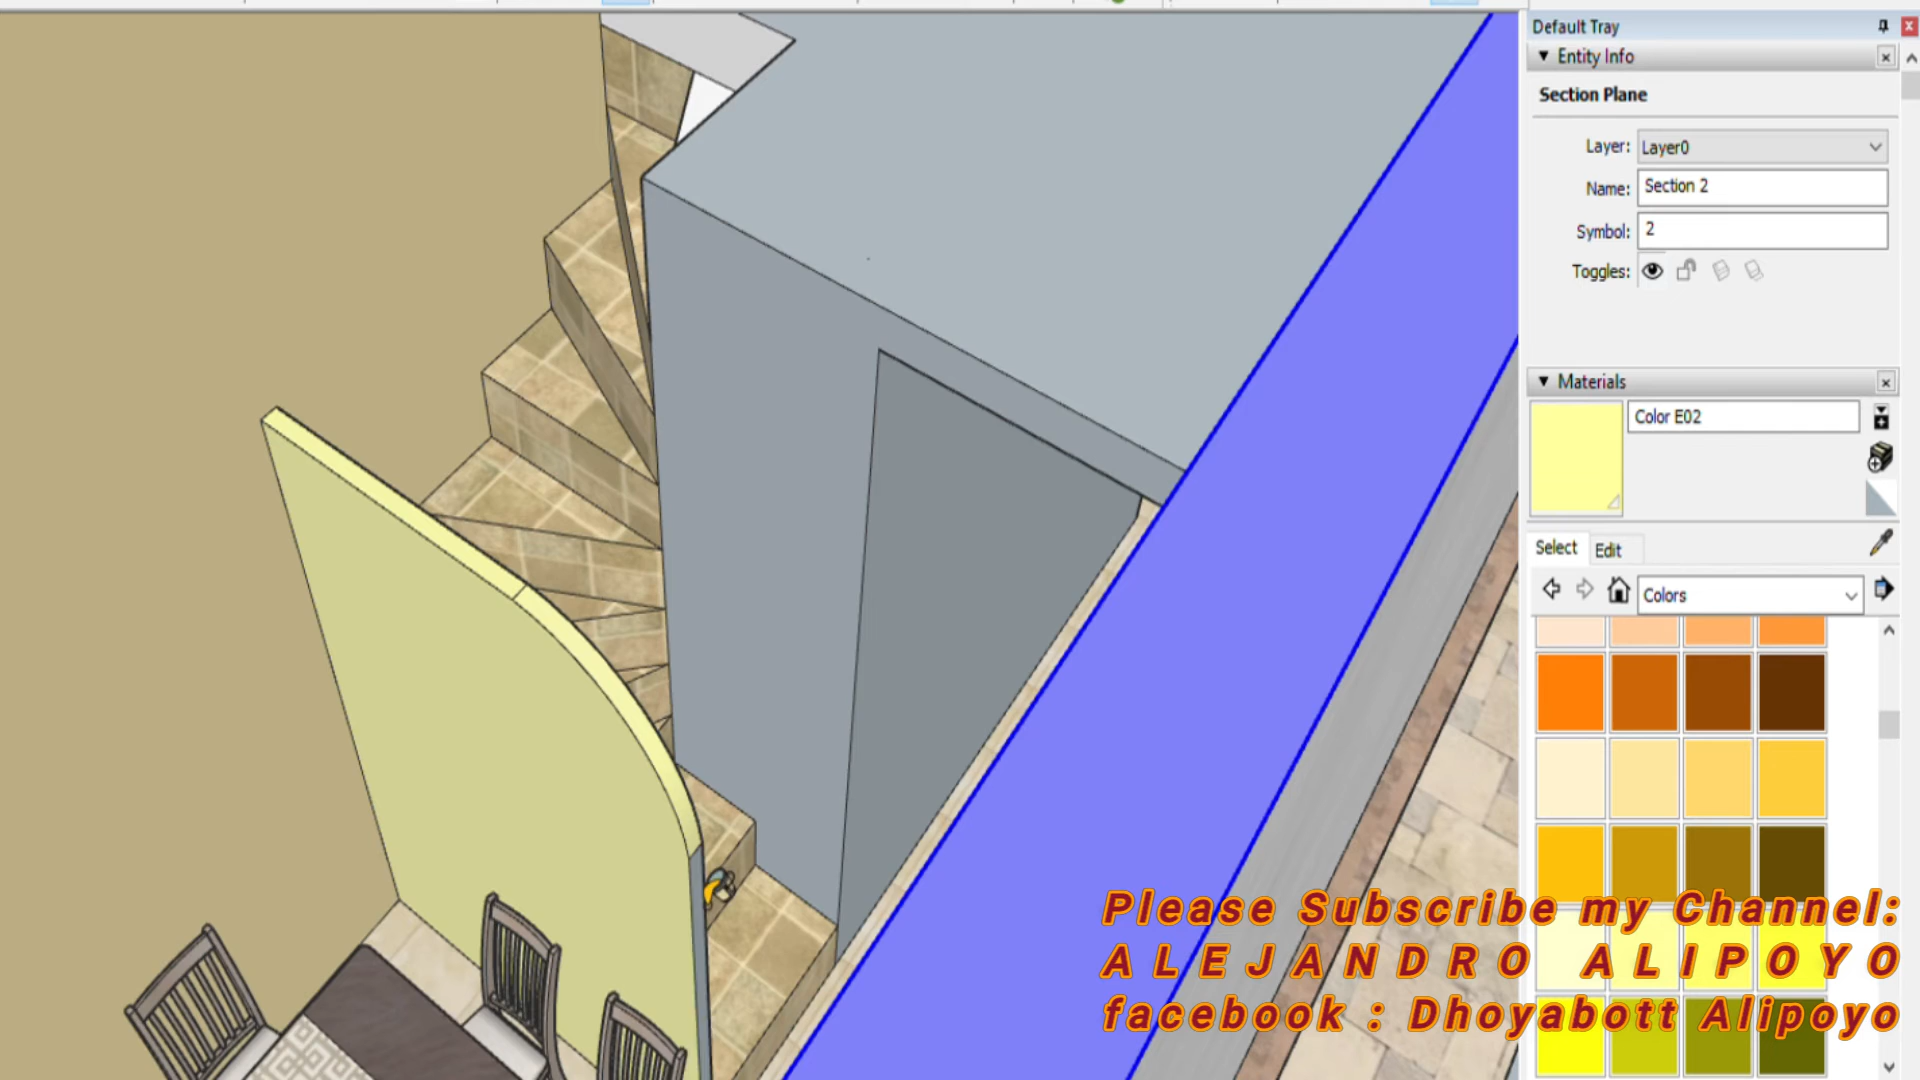 Default Tray
Entity Info
Section Plane
Layer: Layer0
Name: Section 2
Symbol: 2
Toggles:
Materials
Color E02
Select Edit
Colors
Please Subscribe my Channel:
ALEJANDRO ALIPOYO
facebook : Dhoyabott Alipoyo